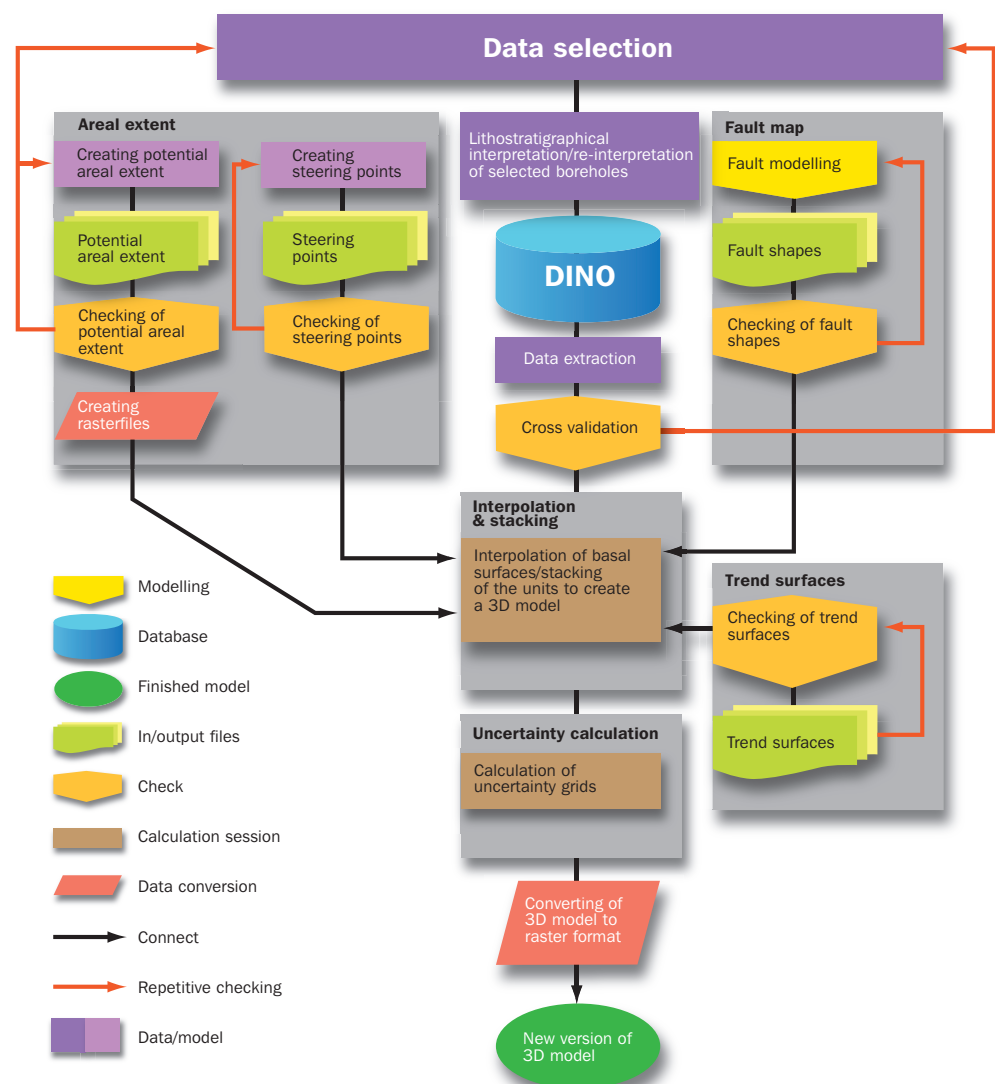 Data selection
Areal extent
Creating potential
areal extent
Potential
areal extent
Checking of
potential areal
extent
Creating
rasterfiles
Creating
steering points
Steering
points
Checking of
steering points
Lithostratigraphical
interpretation/re-interpretation
of selected boreholes
DINO
Data extraction
Cross validation
Fault map
Fault modelling
Fault shapes
Checking of fault
shapes
Interpolation
& stacking
Interpolation of basal
surfaces/stacking
of the units to create
a 3D model
Trend surfaces
Checking of trend
surfaces
Trend surfaces
Uncertainty calculation
Calculation of
uncertainty grids
Converting of
3D model to
raster format
New version of
3D model
Modelling
Database
Finished model
In/output files
Check
Calculation session
Data conversion
Connect
Repetitive checking
Data/model